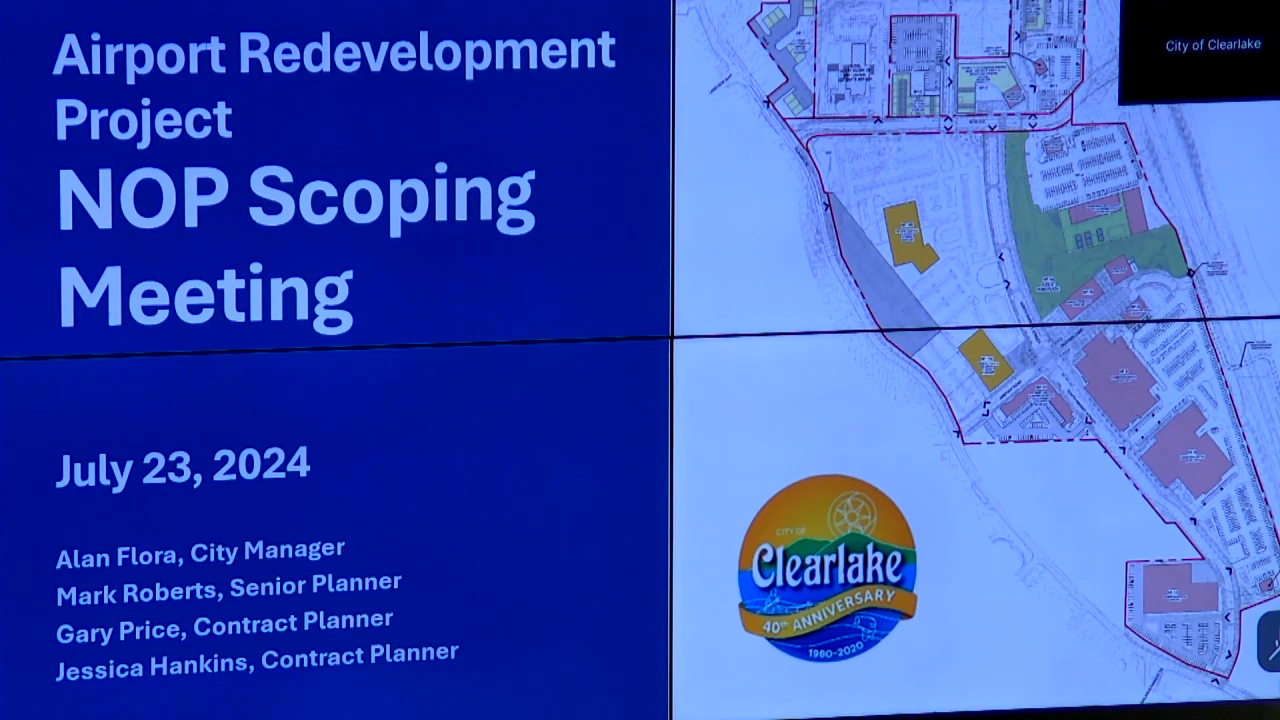 Airport Redevelopment
Project
NOP Scoping
Meeting
July 23, 2024
Alan Flora, City Manager
Mark Roberts, Senior Planner
Gary Price, Contract Planner
Jessica Hankins, Contract Planner
City of Clearlake
CITY OF
Clearlake
40th ANNIVERSARY
1980-2020